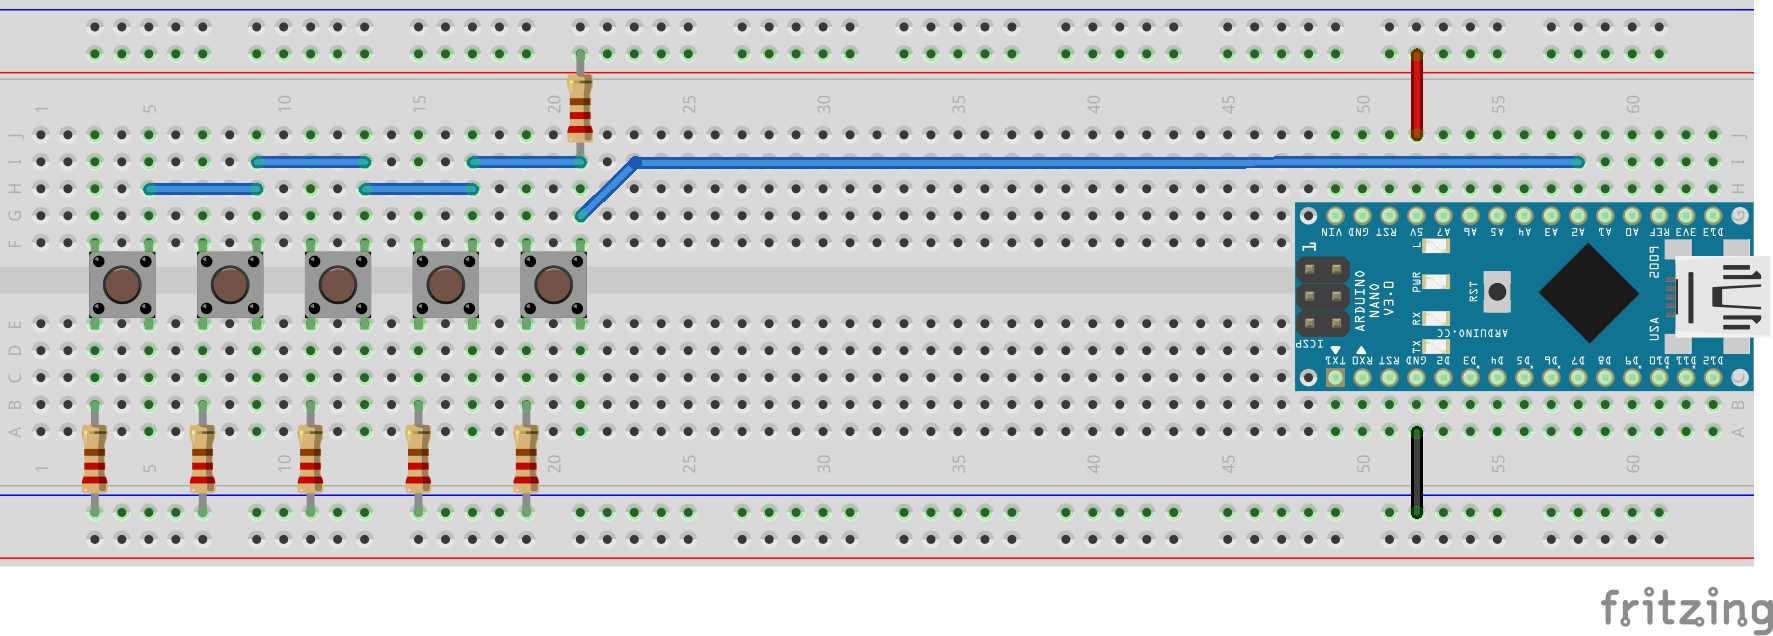 1 5 10 15 20 25 30 35 40 45 50 55 60
J J
I I
H H
G G
F
VIN GND RST 5V A7 A6 A5 A4 A3 A2 A1 A0 REF 3V3 D13
1
L
PWR
RX
TX
RST
ARDUINO
NANO
V3.0
ARDUINO.CC
2009
USA
ICSP
E
D
C C
B B
A A
TX1 RX0 RST GND D2 D3 D4 D5 D6 D7 D8 D9 D10 D11 D12
1 5 10 15 20 25 30 35 40 45 50 55 60
fritzing